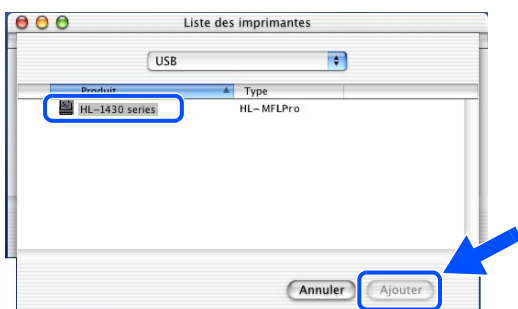 Liste des imprimantes
USB
Produit Type
HL-1430 series HL-MFLPro
Annuler Ajouter